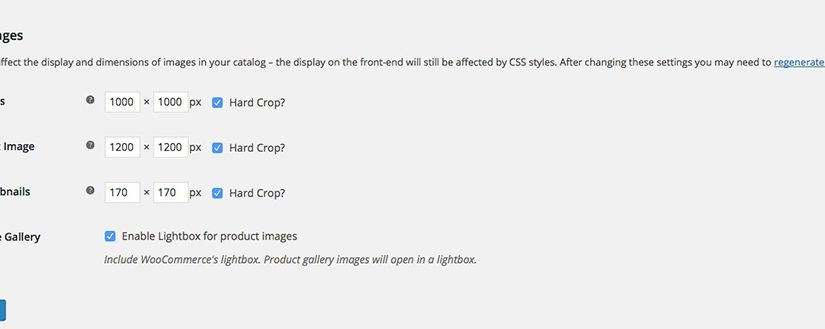 ages
affect the display and dimensions of images in your catalog – the display on the front-end will still be affected by CSS styles. After changing these settings you may need to regenerate
s ? 1000 × 1000 px Hard Crop?
t Image ? 1200 × 1200 px Hard Crop?
bnails ? 170 × 170 px Hard Crop?
e Gallery Enable Lightbox for product images
Include WooCommerce's lightbox. Product gallery images will open in a lightbox.